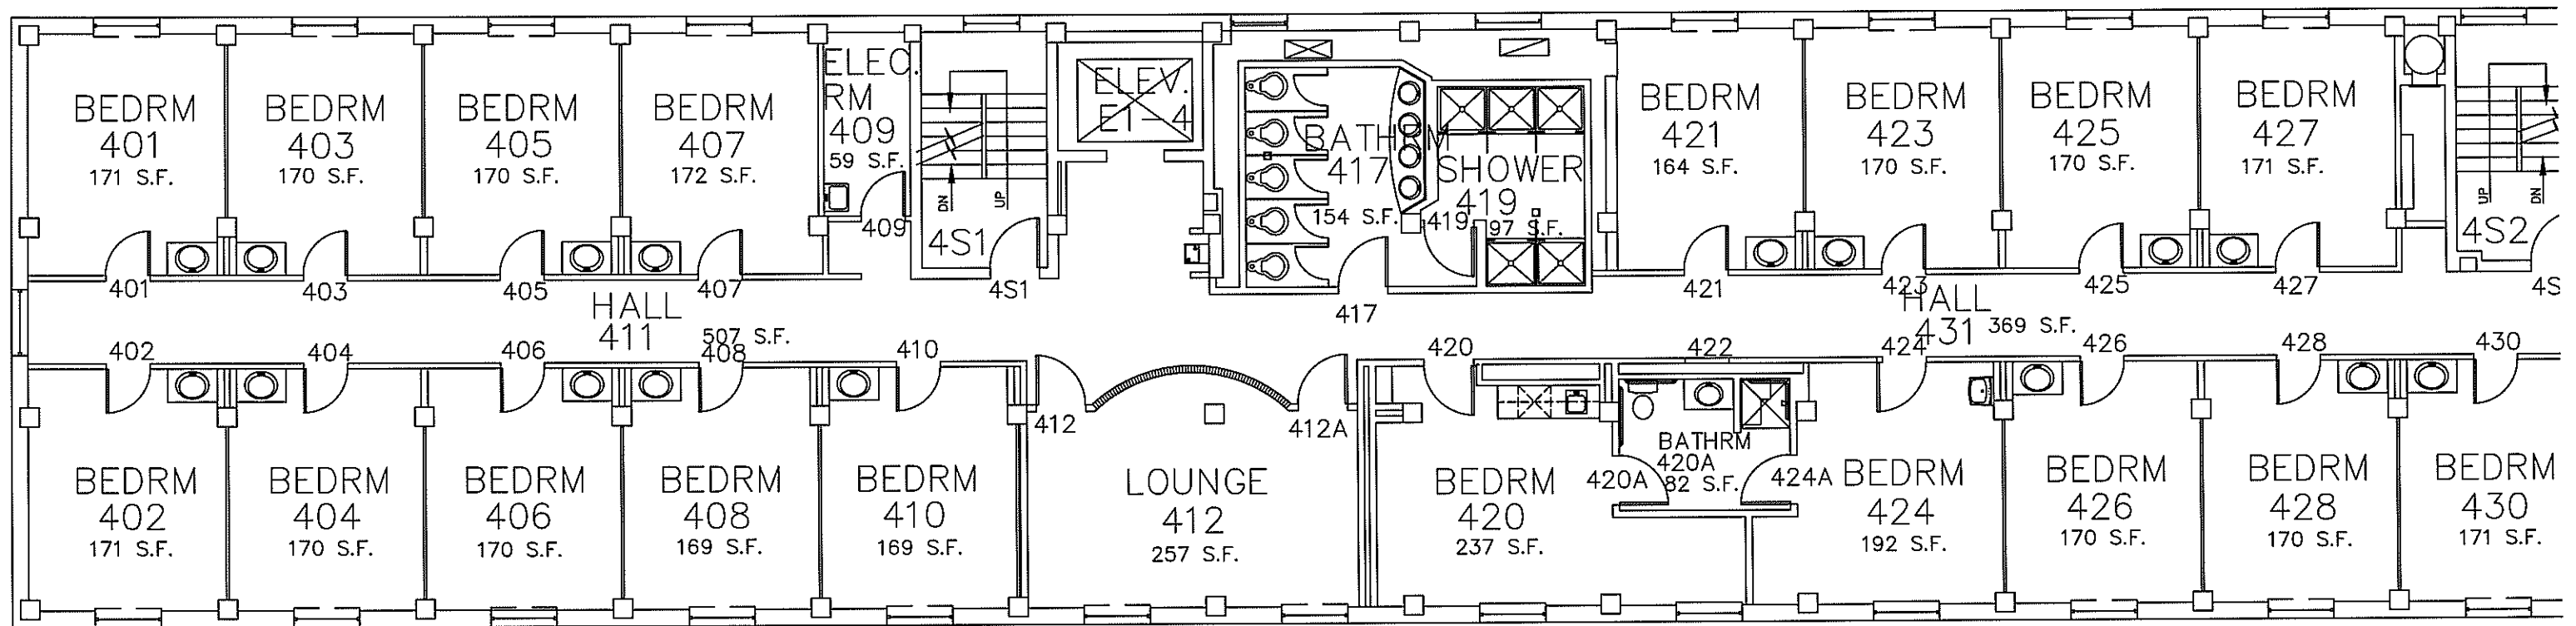 BEDRM
401
171 S.F.
BEDRM
403
170 S.F.
BEDRM
405
170 S.F.
BEDRM
407
172 S.F.
ELEC.
RM
409
59 S.F.
409
DN
UP
4S1
ELEV.
E1-4
BATHRM
417
154 S.F.
SHOWER
419
97 S.F.
419
BEDRM
421
164 S.F.
BEDRM
423
170 S.F.
BEDRM
425
170 S.F.
BEDRM
427
171 S.F.
UP
DN
4S2
401
403
405
407
4S1
417
421
423
425
427
4S
HALL
411
507 S.F.
HALL
431
369 S.F.
402
404
406
408
410
412
412A
420
422
424
426
428
430
BEDRM
402
171 S.F.
BEDRM
404
170 S.F.
BEDRM
406
170 S.F.
BEDRM
408
169 S.F.
BEDRM
410
169 S.F.
LOUNGE
412
257 S.F.
BEDRM
420
237 S.F.
BATHRM
420A
82 S.F.
420A
424A
BEDRM
424
192 S.F.
BEDRM
426
170 S.F.
BEDRM
428
170 S.F.
BEDRM
430
171 S.F.